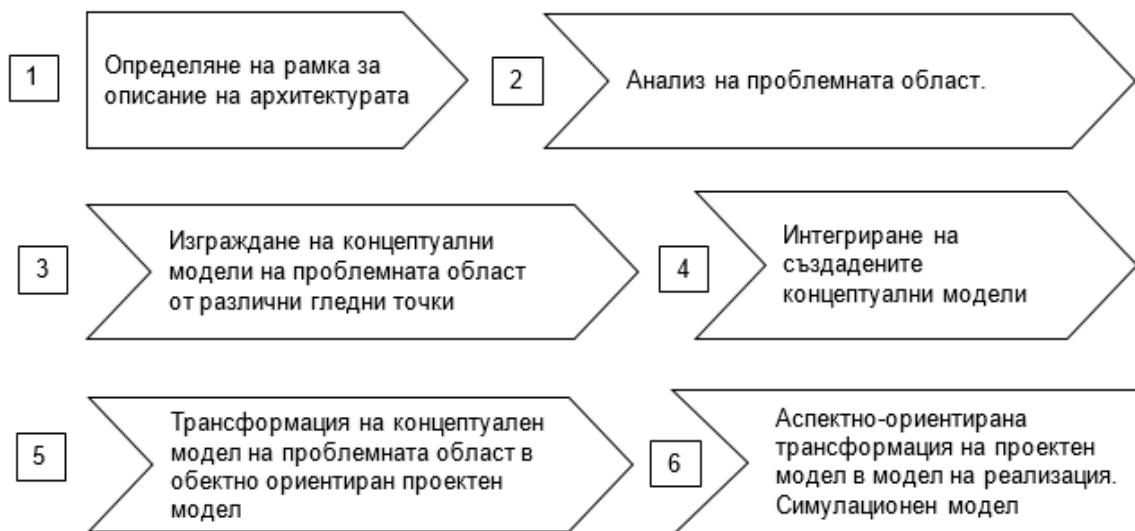 1
Определяне на рамка за
описание на архитектурата
2
Анализ на проблемната област.
3
Изграждане на концептуални
модели на проблемната област
от различни гледни точки
4
Интегриране на
създадените
концептуални модели
5
Трансформация на концептуален
модел на проблемната област в
обектно ориентиран проектен
модел
6
Аспектно-ориентирана
трансформация на проектен
модел в модел на реализация.
Симулационен модел